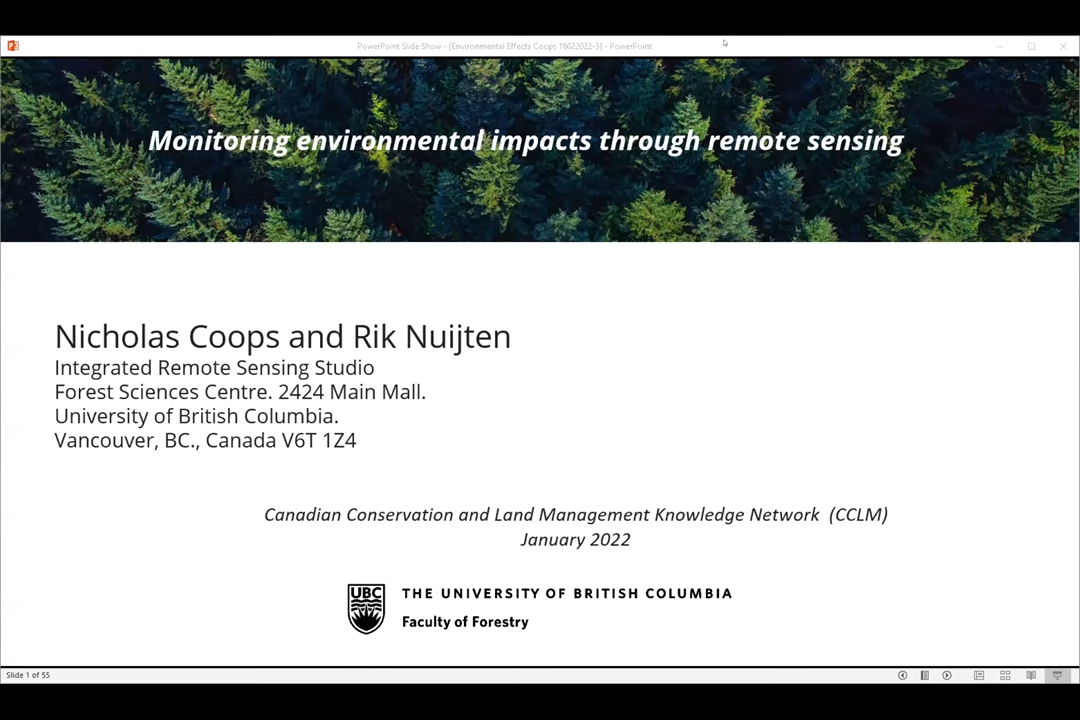 PowerPoint Slide Show - [Environmental Effects Coops 16022022-3] - PowerPoint
Monitoring environmental impacts through remote sensing
Nicholas Coops and Rik Nuijten
Integrated Remote Sensing Studio
Forest Sciences Centre. 2424 Main Mall.
University of British Columbia.
Vancouver, BC., Canada V6T 1Z4
Canadian Conservation and Land Management Knowledge Network (CCLM)
January 2022
UBC
THE UNIVERSITY OF BRITISH COLUMBIA
Faculty of Forestry
Slide 1 of 55